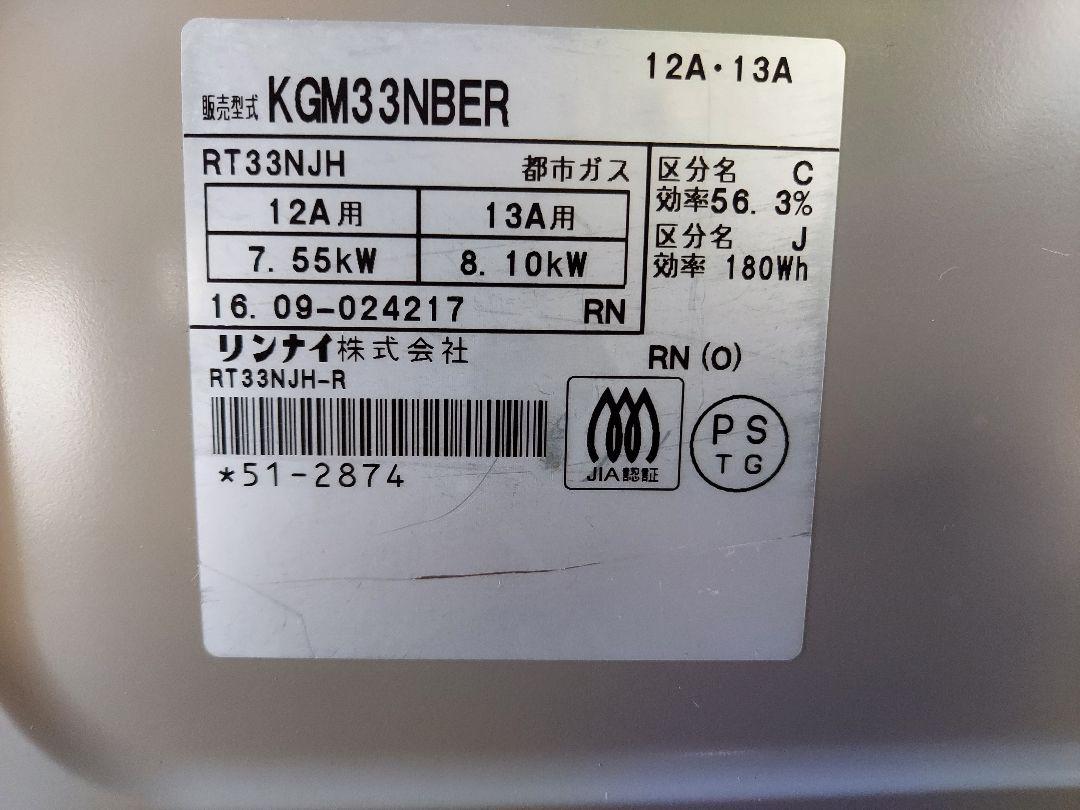 12A・13A
販売型式 KGM33NBER
RT33NJH 都市ガス
12A用 13A用
7.55kW 8.10kW
16.09-024217 RN
区分名 C
効率56.3%
区分名 J
効率 180Wh
リンナイ株式会社
RN(O)
RT33NJH-R
*51-2874
JIA認証
PS
TG